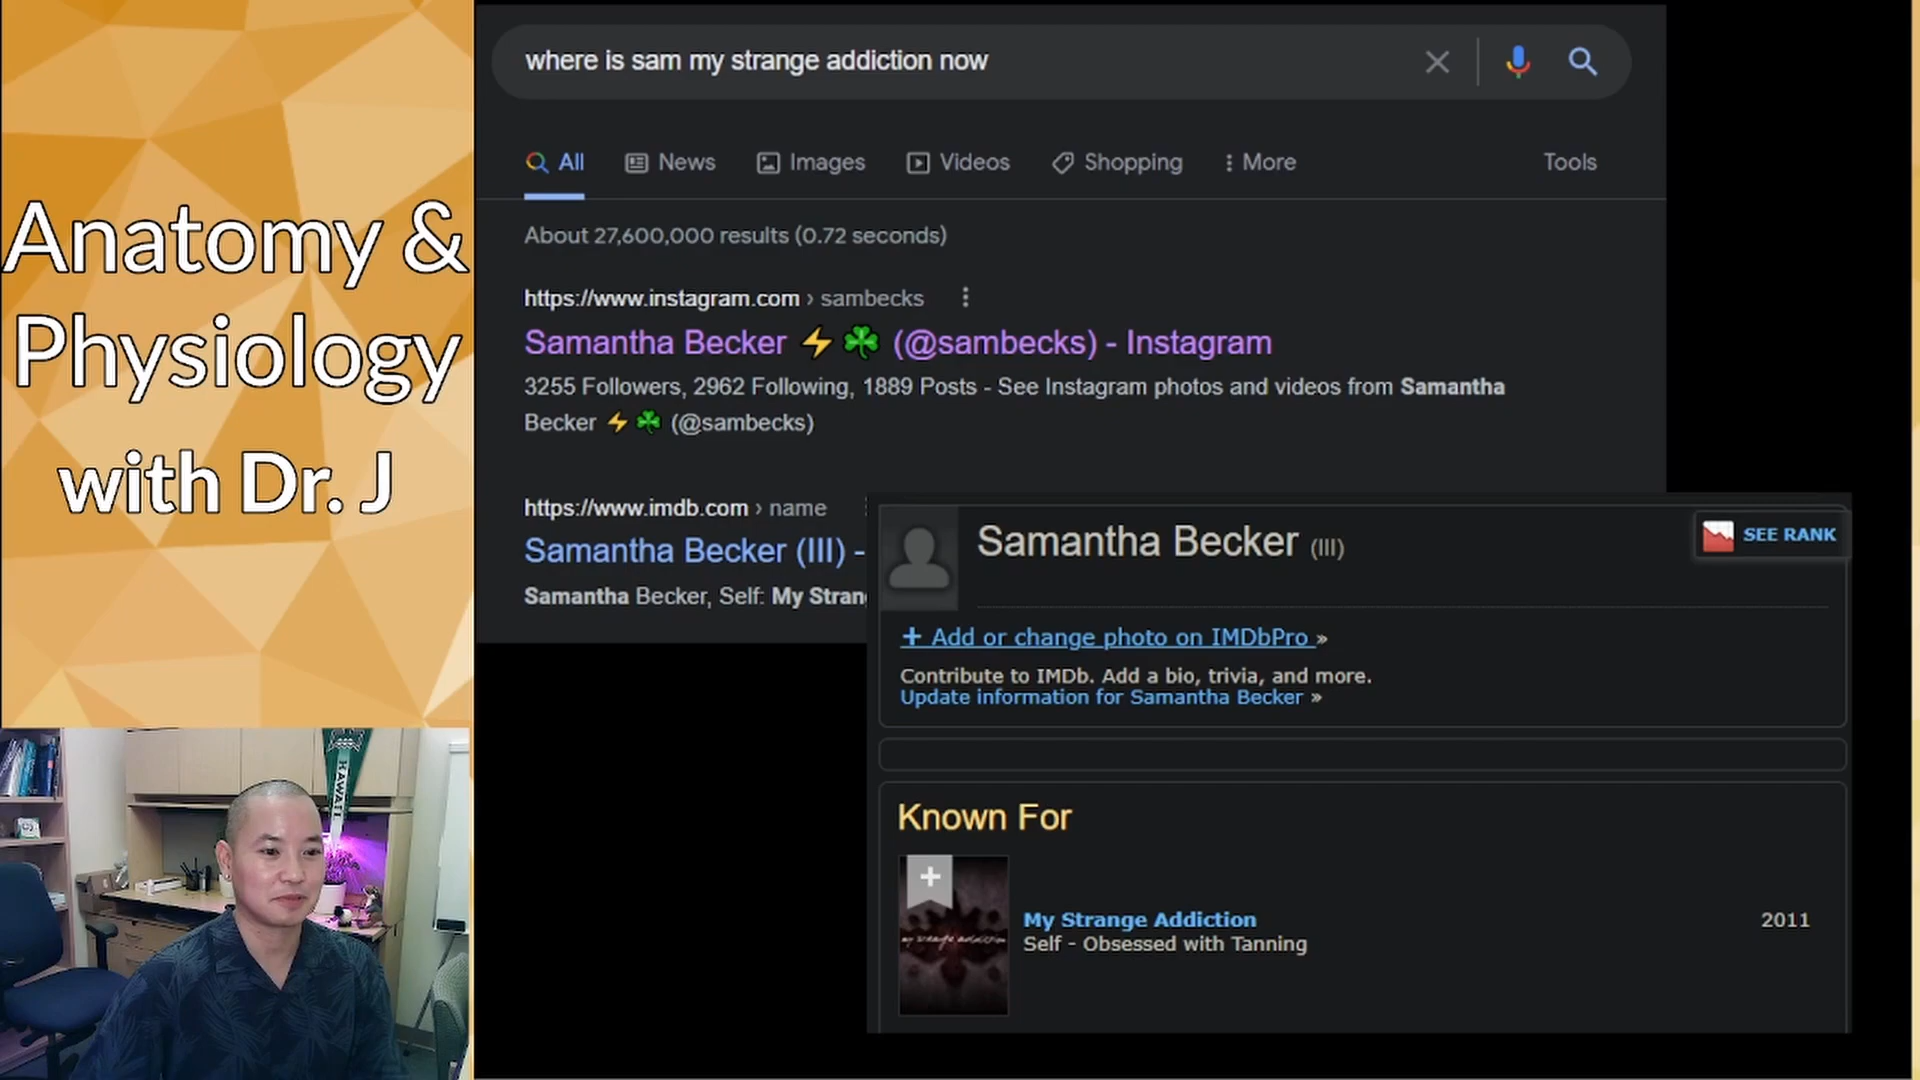 Anatomy &
Physiology
with Dr. J
HAWAI'I
where is sam my strange addiction now
All
News
Images
Videos
Shopping
More
Tools
About 27,600,000 results (0.72 seconds)
https://www.instagram.com › sambecks
Samantha Becker ⚡☘ (@sambecks) - Instagram
3255 Followers, 2962 Following, 1889 Posts - See Instagram photos and videos from Samantha
Becker ⚡☘ (@sambecks)
https://www.imdb.com › name
Samantha Becker (III) -
Samantha Becker, Self: My Stran
Samantha Becker (III)
SEE RANK
+ Add or change photo on IMDbPro »
Contribute to IMDb. Add a bio, trivia, and more.
Update information for Samantha Becker »
Known For
my strange addiction
My Strange Addiction
2011
Self - Obsessed with Tanning